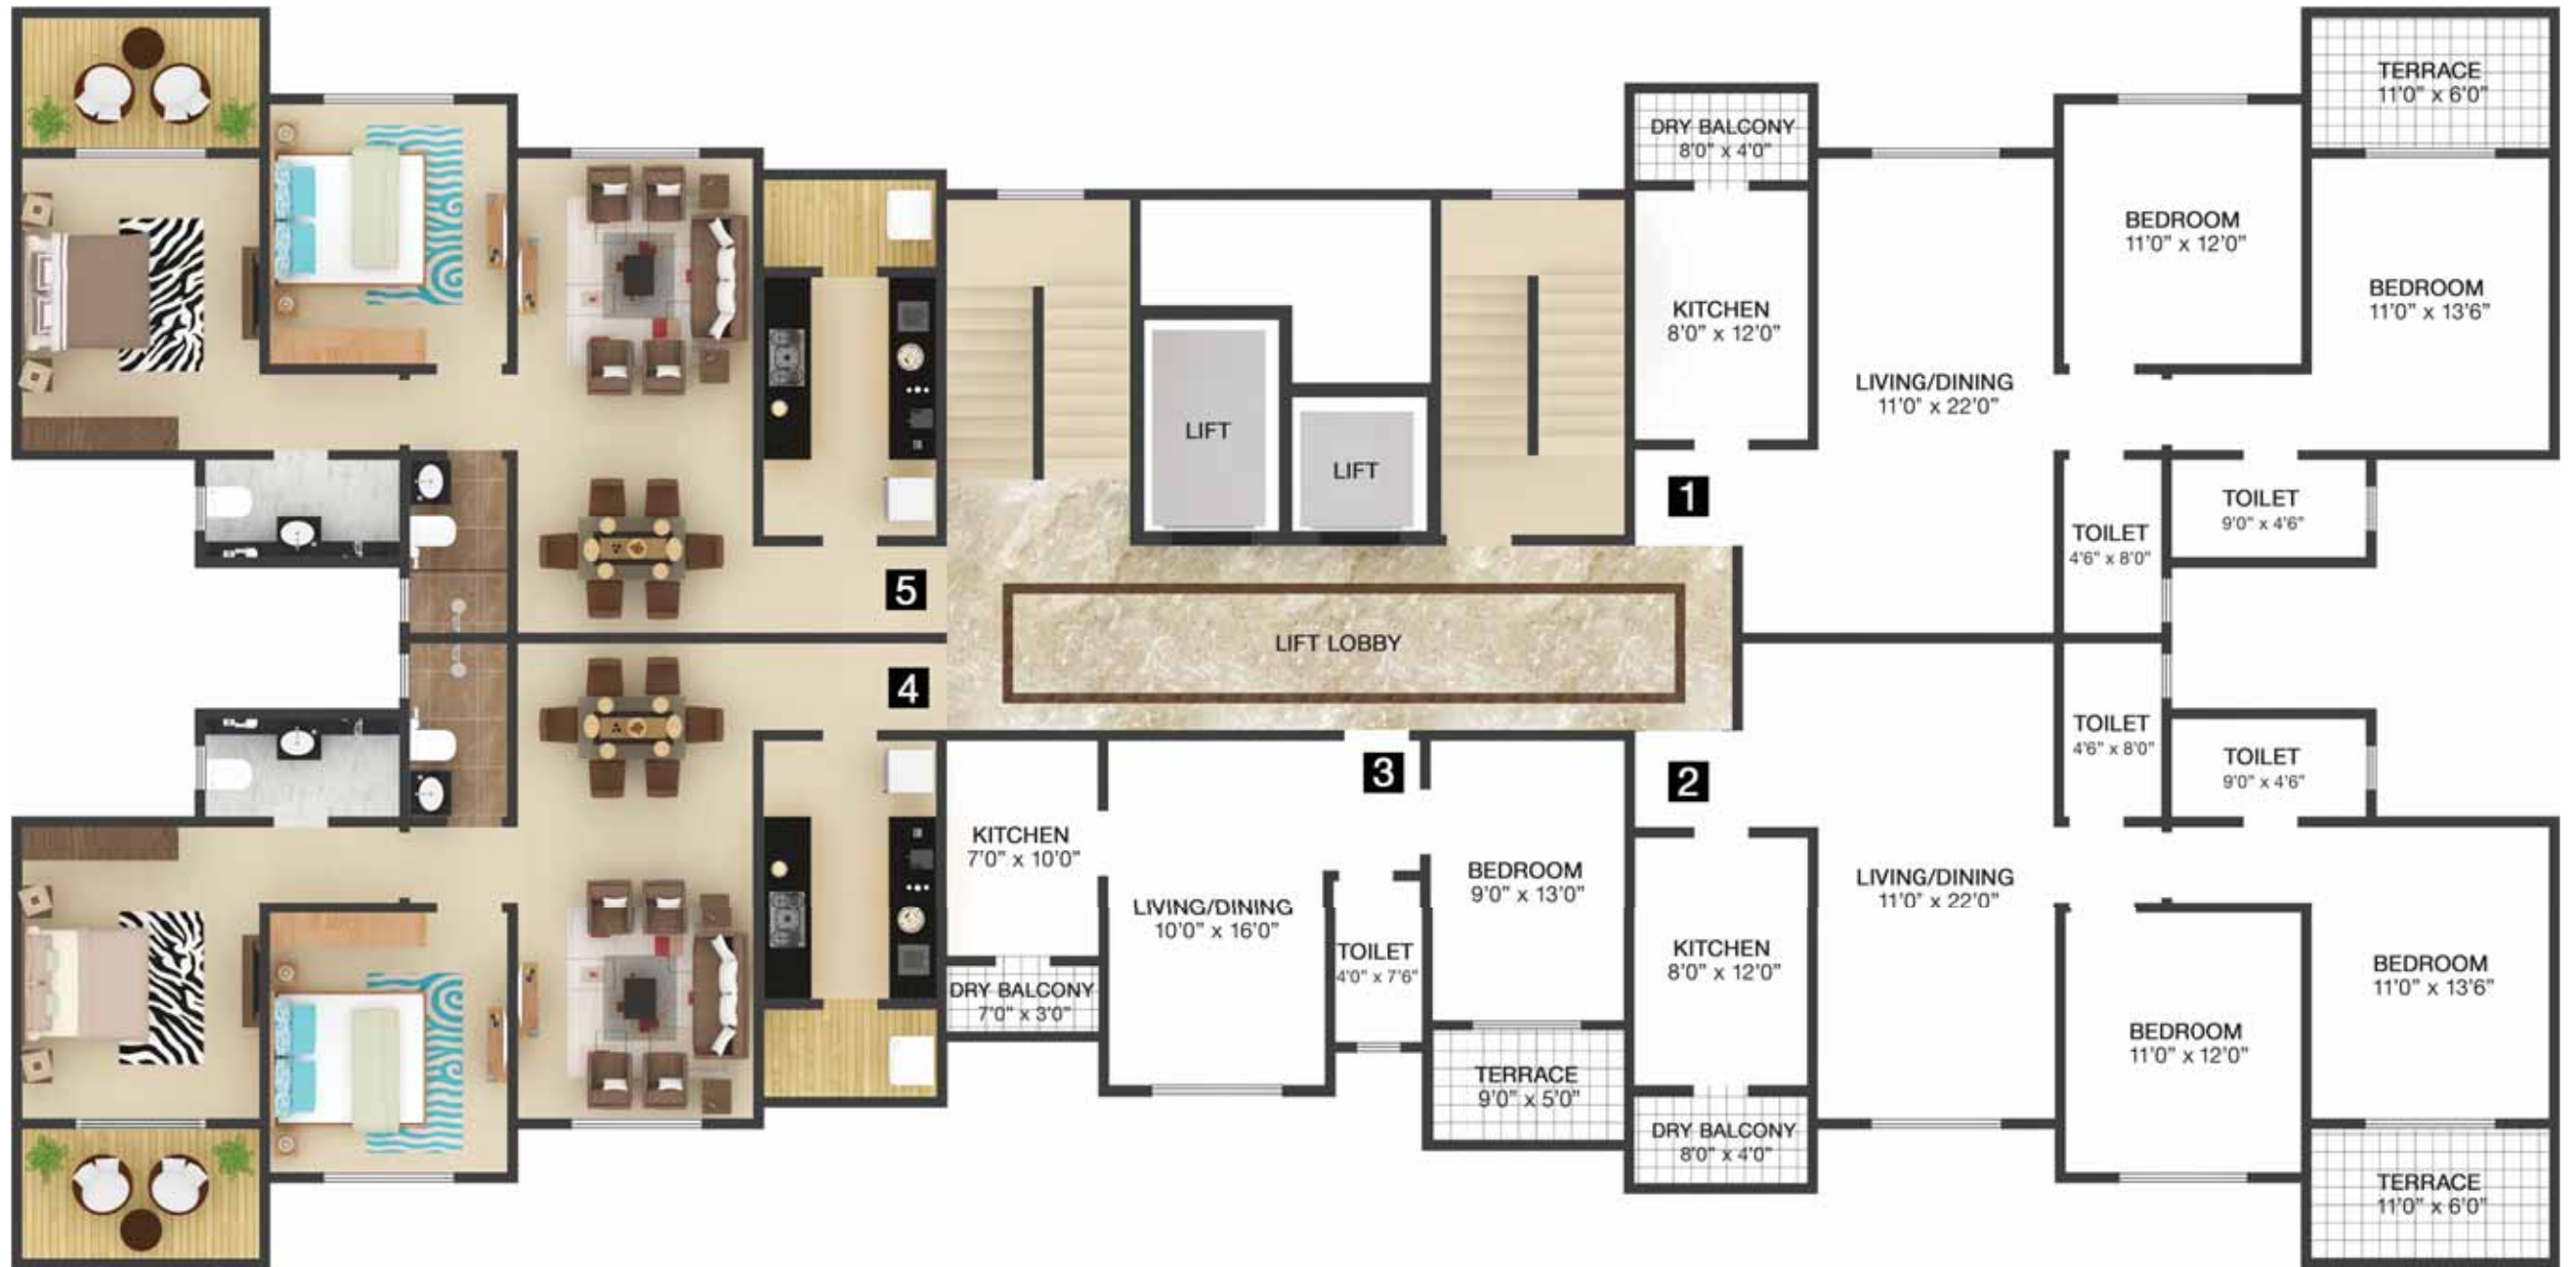 TERRACE
11'0" x 6'0"
DRY BALCONY
8'0" x 4'0"
BEDROOM
11'0" x 12'0"
BEDROOM
11'0" x 13'6"
KITCHEN
8'0" x 12'0"
LIVING/DINING
11'0" x 22'0"
LIFT
LIFT
1
TOILET
9'0" x 4'6"
TOILET
4'6" x 8'0"
5
LIFT LOBBY
4
TOILET
4'6" x 8'0"
TOILET
9'0" x 4'6"
3
2
KITCHEN
7'0" x 10'0"
BEDROOM
9'0" x 13'0"
LIVING/DINING
11'0" x 22'0"
LIVING/DINING
10'0" x 16'0"
TOILET
4'0" x 7'6"
KITCHEN
8'0" x 12'0"
BEDROOM
11'0" x 13'6"
DRY BALCONY
7'0" x 3'0"
BEDROOM
11'0" x 12'0"
TERRACE
9'0" x 5'0"
DRY BALCONY
8'0" x 4'0"
TERRACE
11'0" x 6'0"